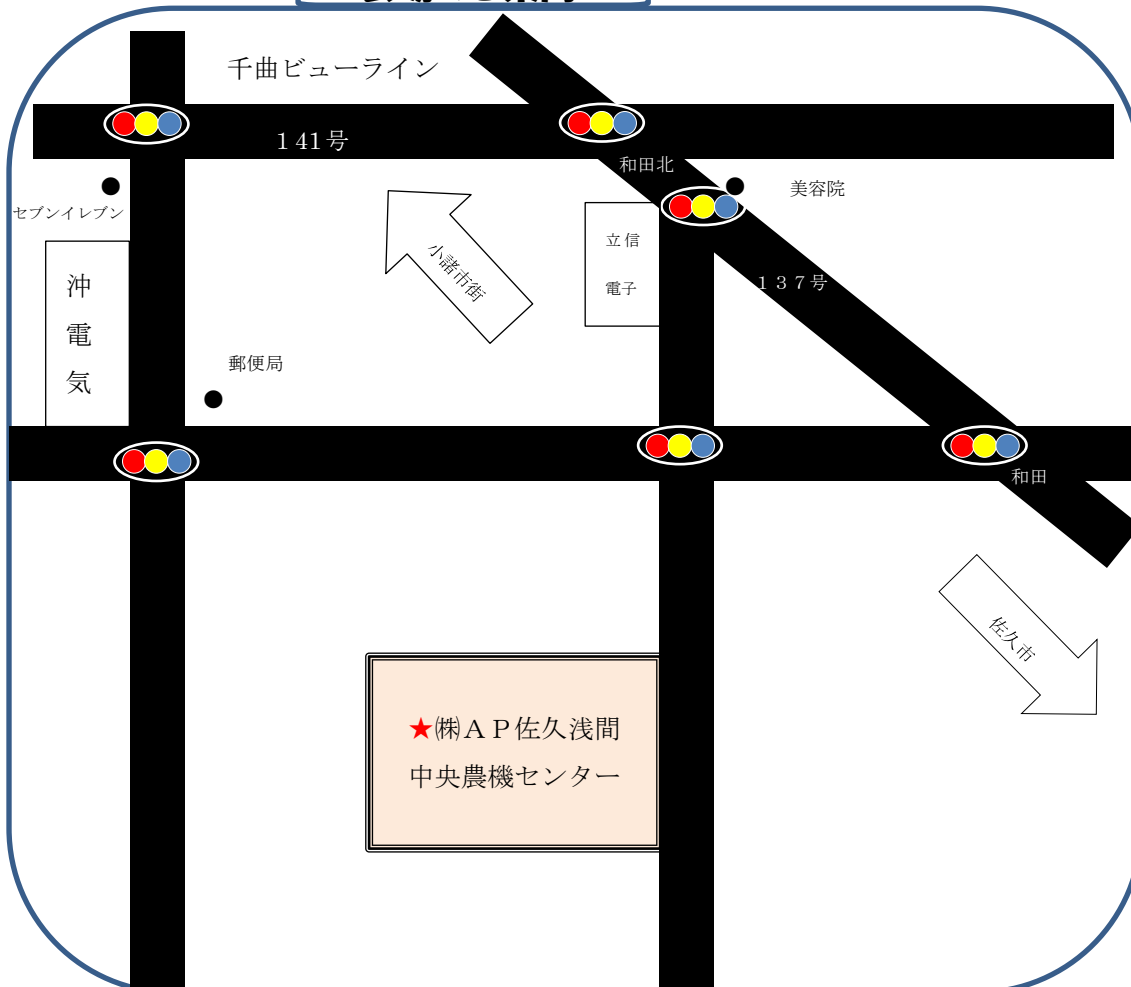 千曲ビューライン
141号
和田北
美容院
セブンイレブン
小諸市街
立信
電子
137号
沖
電
気
郵便局
和田
佐久市
★㈱AP佐久浅間
中央農機センター